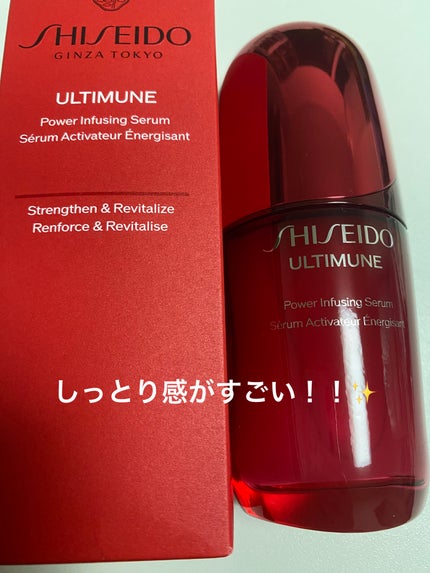 SHISEIDO
GINZA TOKYO
ULTIMUNE
Power Infusing Serum
Sérum Activateur Énergisant
Strengthen & Revitalize
Renforce & Revitalise
SHISEIDO
ULTIMUNE
Power Infusing Serum
Sérum Activateur Énergisant
しっとり感がすごい！！✨